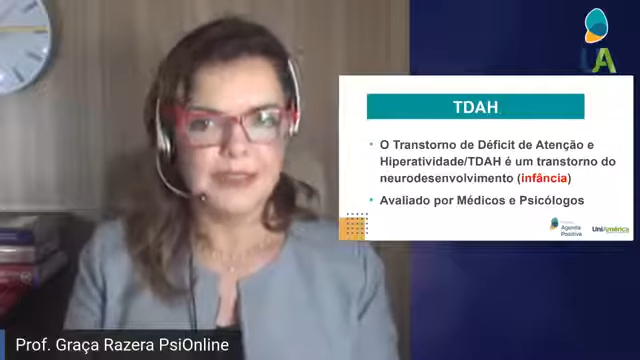 UA
TDAH
• O Transtorno de Déficit de Atenção e
Hiperatividade/TDAH é um transtorno do
neurodesenvolvimento (infância)
• Avaliado por Médicos e Psicólogos
Agenda
Positiva
UniAmérica
Prof. Graça Razera PsiOnline